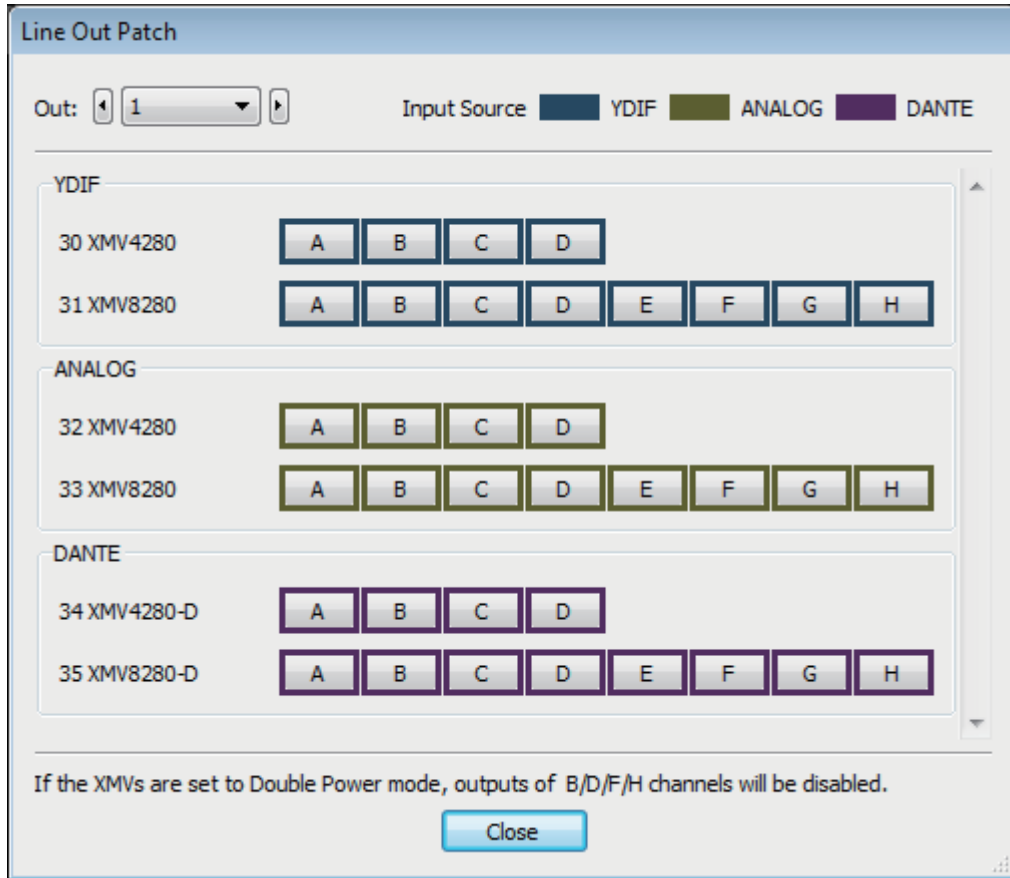 Line Out Patch
Out: 1 Input Source YDIF ANALOG DANTE
YDIF
30 XMV4280 A B C D
31 XMV8280 A B C D E F G H
ANALOG
32 XMV4280 A B C D
33 XMV8280 A B C D E F G H
DANTE
34 XMV4280-D A B C D
35 XMV8280-D A B C D E F G H
If the XMVs are set to Double Power mode, outputs of B/D/F/H channels will be disabled.
Close